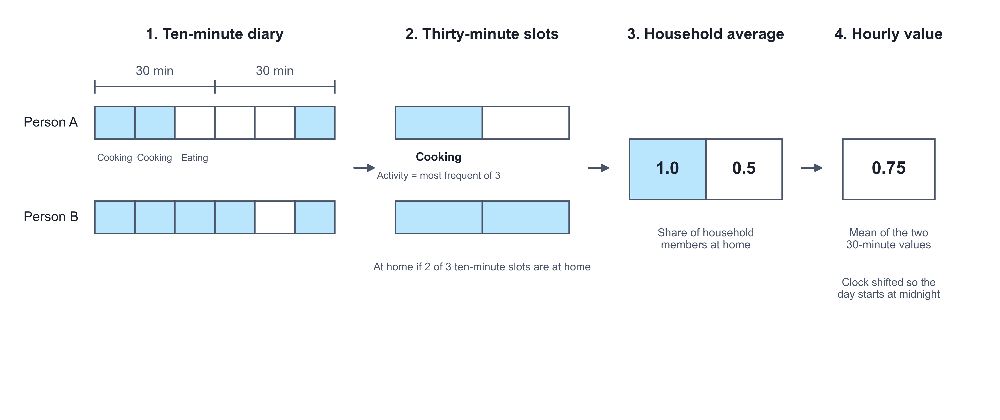 1. Ten-minute diary
2. Thirty-minute slots
3. Household average
4. Hourly value
30 min
30 min
Person A
Cooking
Cooking
Eating
Cooking
Activity = most frequent of 3
1.0
0.5
0.75
Person B
Share of household
members at home
Mean of the two
30-minute values
At home if 2 of 3 ten-minute slots are at home
Clock shifted so the
day starts at midnight